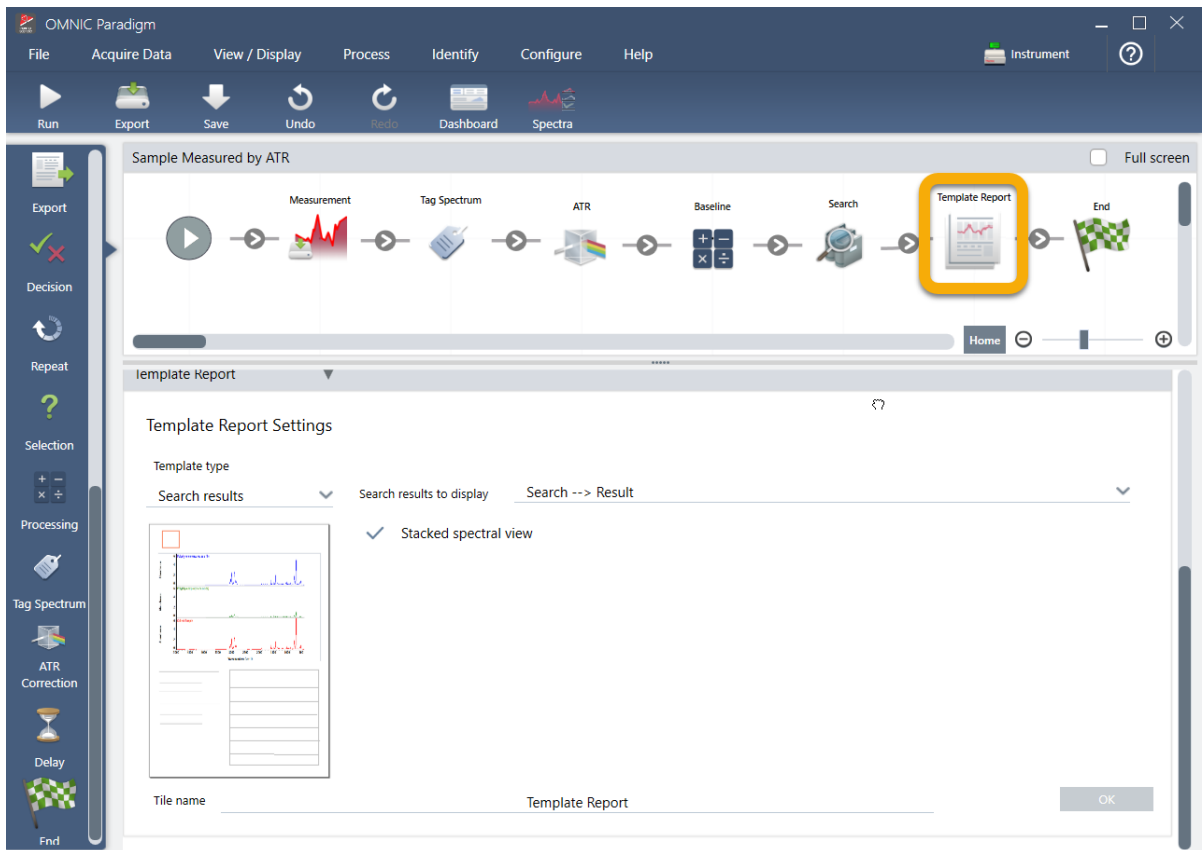 OMNIC Paradigm
File Acquire Data View / Display Process Identify Configure Help Instrument
Run Export Save Undo Redo Dashboard Spectra
Sample Measured by ATR Full screen
Measurement Tag Spectrum ATR Baseline Search Template Report End
Home
Export
Decision
Repeat
Selection
Processing
Tag Spectrum
ATR
Correction
Delay
End
Template Report
Template Report Settings
Template type
Search results
Search results to display Search --> Result
Stacked spectral view
Tile name Template Report
OK